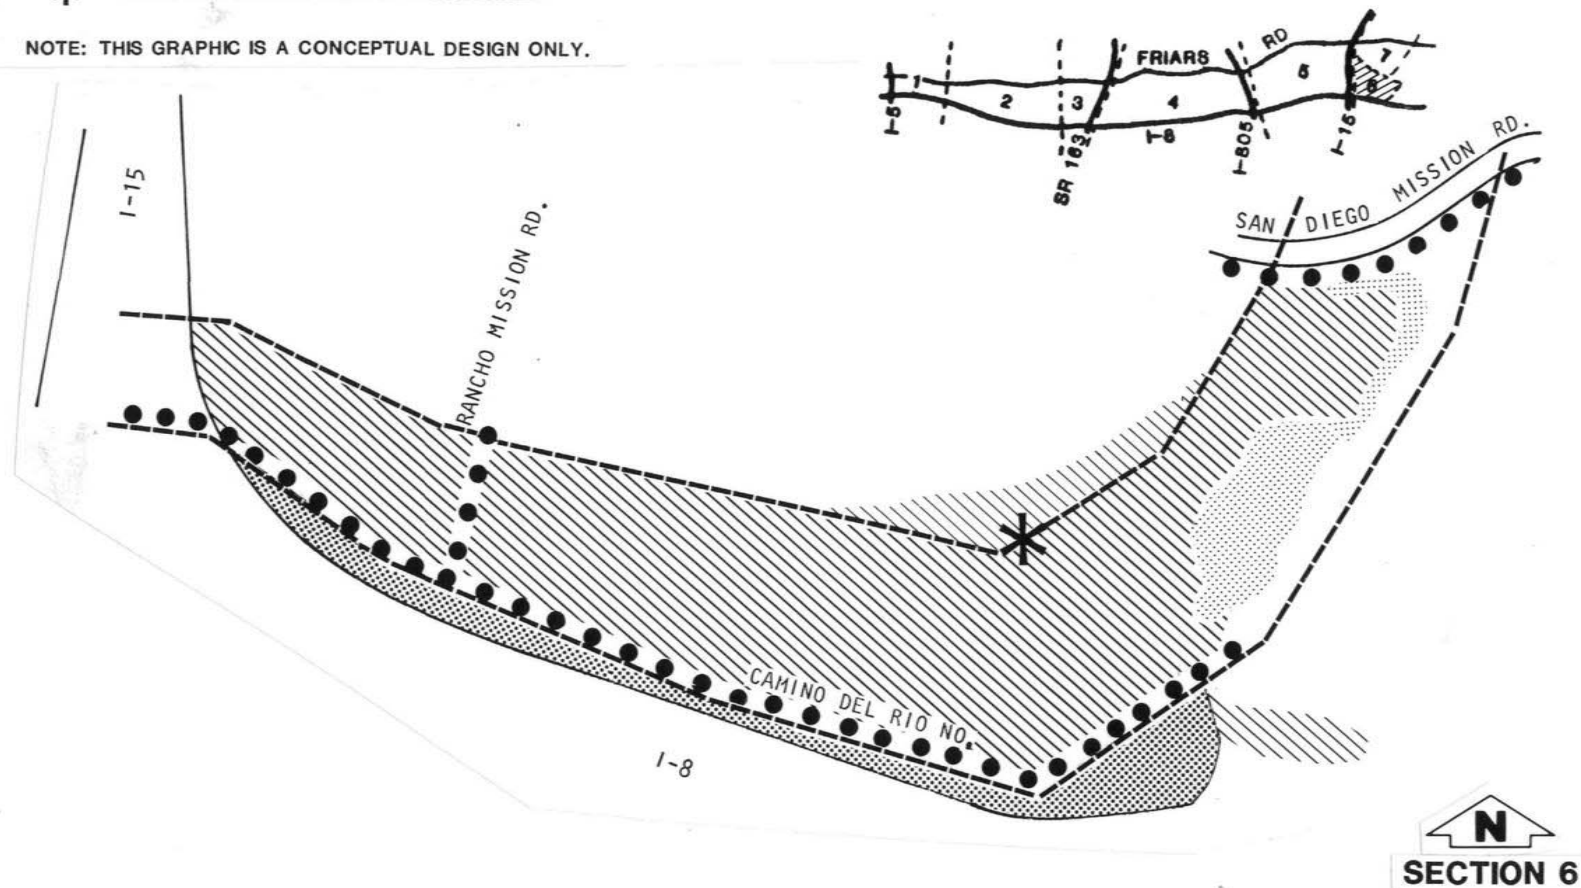 NOTE: THIS GRAPHIC IS A CONCEPTUAL DESIGN ONLY.
FRIARS RD
1
2
3
4
5
6
7
I-5
SR 163
I-8
I-805
I-15
I-15
RANCHO MISSION RD.
SAN DIEGO MISSION RD.
CAMINO DEL RIO NO.
I-8
N
SECTION 6